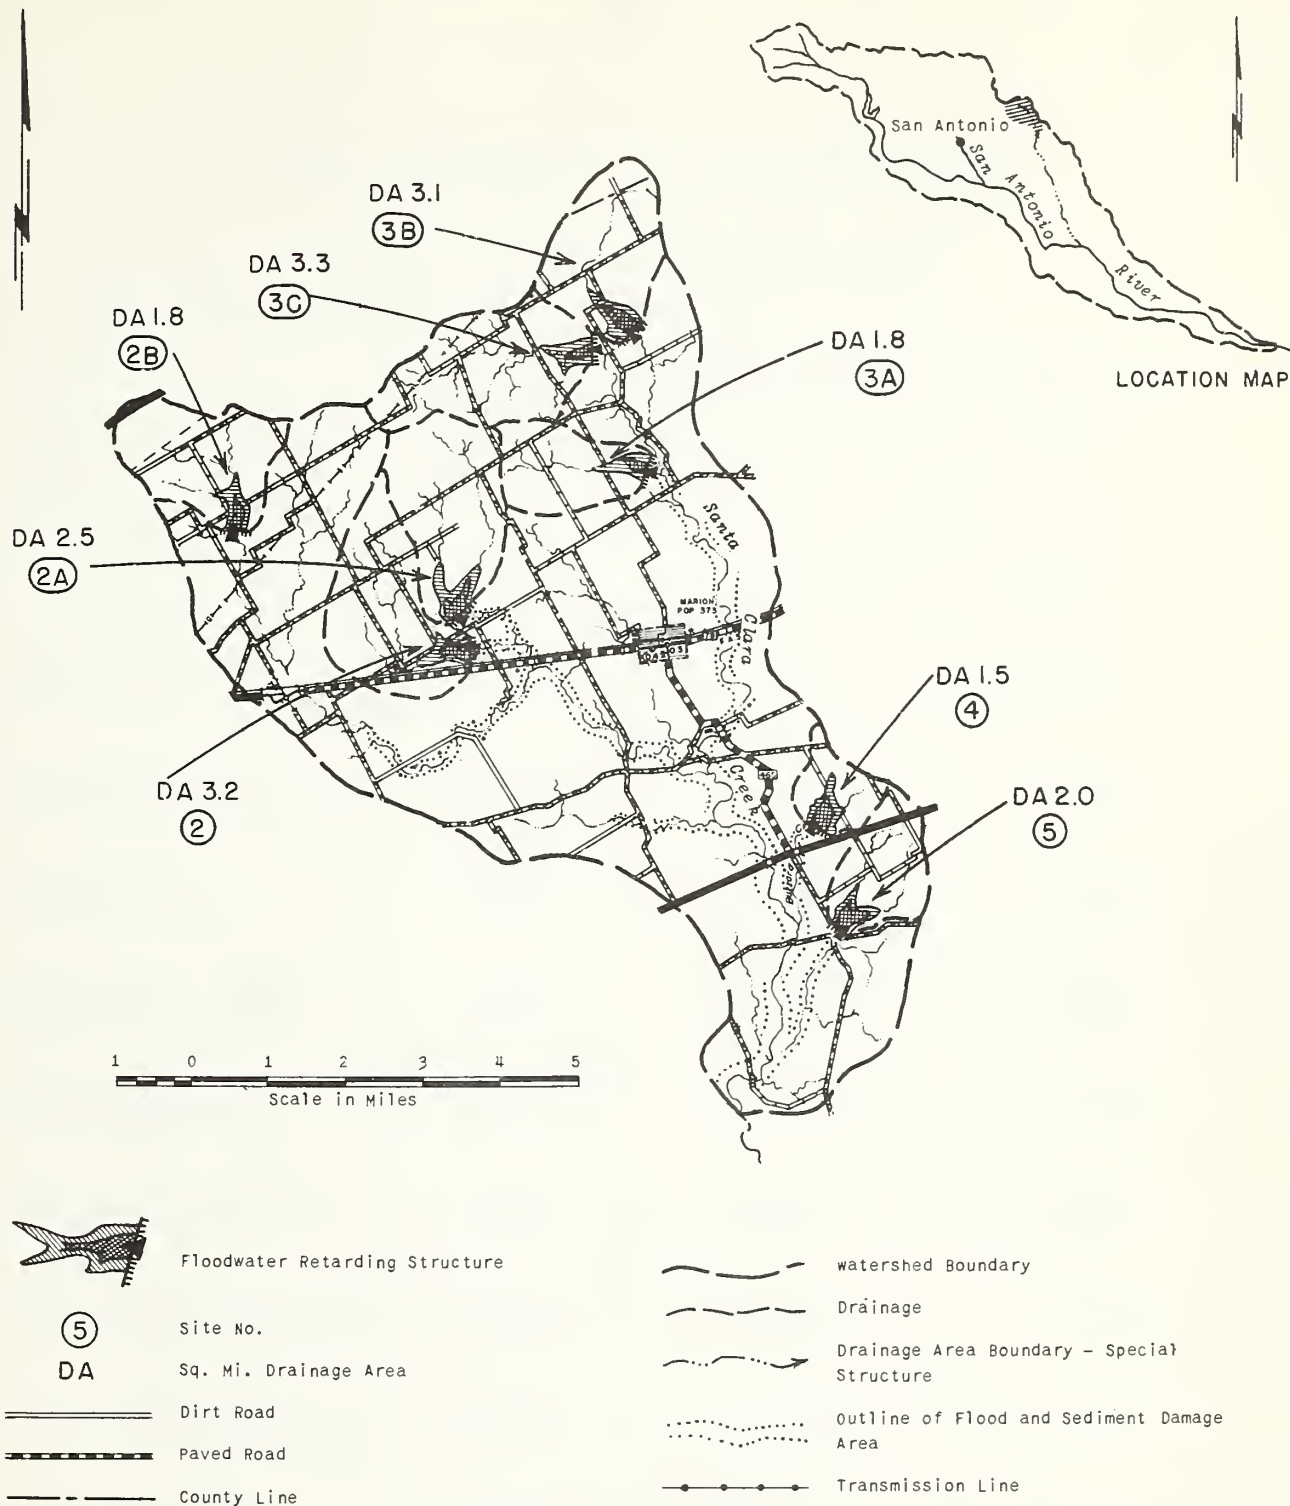 San Antonio
San Antonio River
LOCATION MAP
DA 3.1
3B
DA 3.3
3C
DA 1.8
2B
DA 1.8
3A
DA 2.5
2A
Santa
Clara
Creek
MARION
POP 373
DA 1.5
4
DA 3.2
2
DA 2.0
5
465
1 0 1 2 3 4 5
Scale in Miles
Floodwater Retarding Structure
5 Site No.
DA Sq. Mi. Drainage Area
Dirt Road
Paved Road
County Line
watershed Boundary
Drainage
Drainage Area Boundary – Special
Structure
Outline of Flood and Sediment Damage
Area
Transmission Line